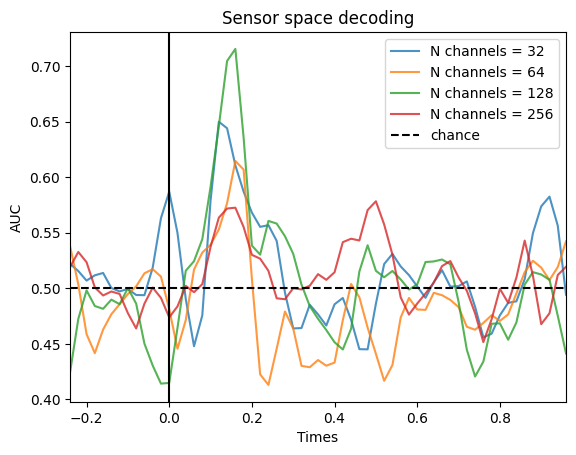 Sensor space decoding
AUC
0.70
0.65
0.60
0.55
0.50
0.45
0.40
N channels = 32
N channels = 64
N channels = 128
N channels = 256
chance
−0.2 0.0 0.2 0.4 0.6 0.8
Times